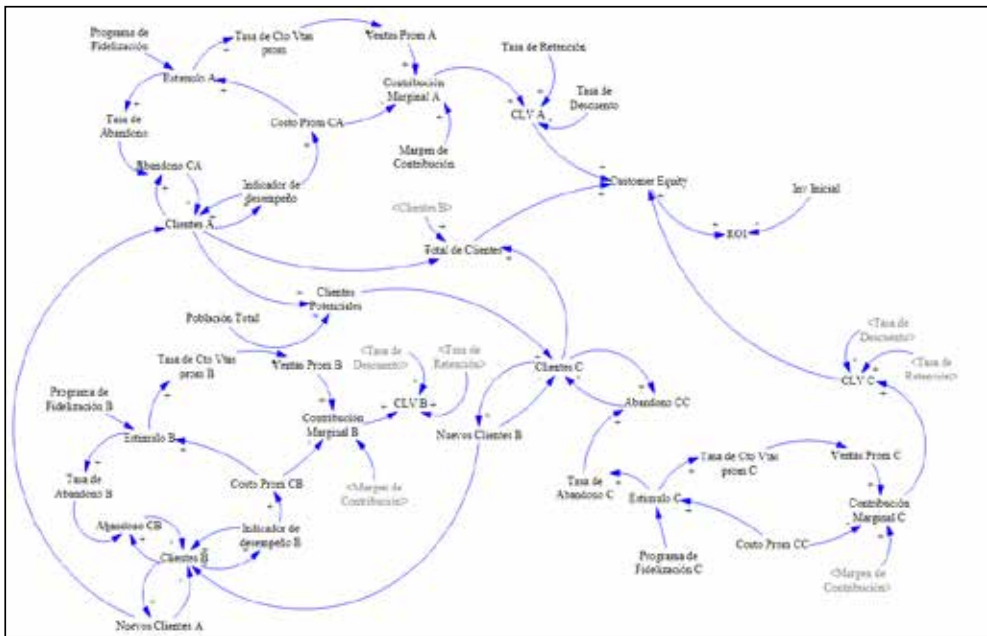 Programa de
Fidelización
Tasa de Cto Vtas
prom
Ventas Prom A
Tasa de Retención
Estimulo A
Contribución
Marginal A
Tasa de
Descuento
Tasa de
Abandono
Costo Prom CA
CLV A
Margen de
Contribución
Abandono CA
Indicador de
desempeño
Customer Equity
Inv Inicial
<Clientes B>
Clientes A
ROI
Total de Clientes
Clientes
Potenciales
Población Total
Tasa de Cto Vtas
prom B
Ventas Prom B
<Tasa de
Descuento>
<Tasa de
Retención>
Clientes C
<Tasa de
Descuento>
<Tasa de
Retención>
CLV C
Programa de
Fidelización B
CLV B
Abandono CC
Contribución
Marginal B
Estimulo B
Nuevos Clientes B
Tasa de Cto Vtas
prom C
Ventas Prom C
Tasa de
Abandono B
Costo Prom CB
<Margen de
Contribución>
Tasa de
Abandono C
Estimulo C
Contribución
Marginal C
Abandono CB
Indicador de
desempeño B
Costo Prom CC
Clientes B
Programa de
Fidelización C
<Margen de
Contribución>
Nuevos Clientes A